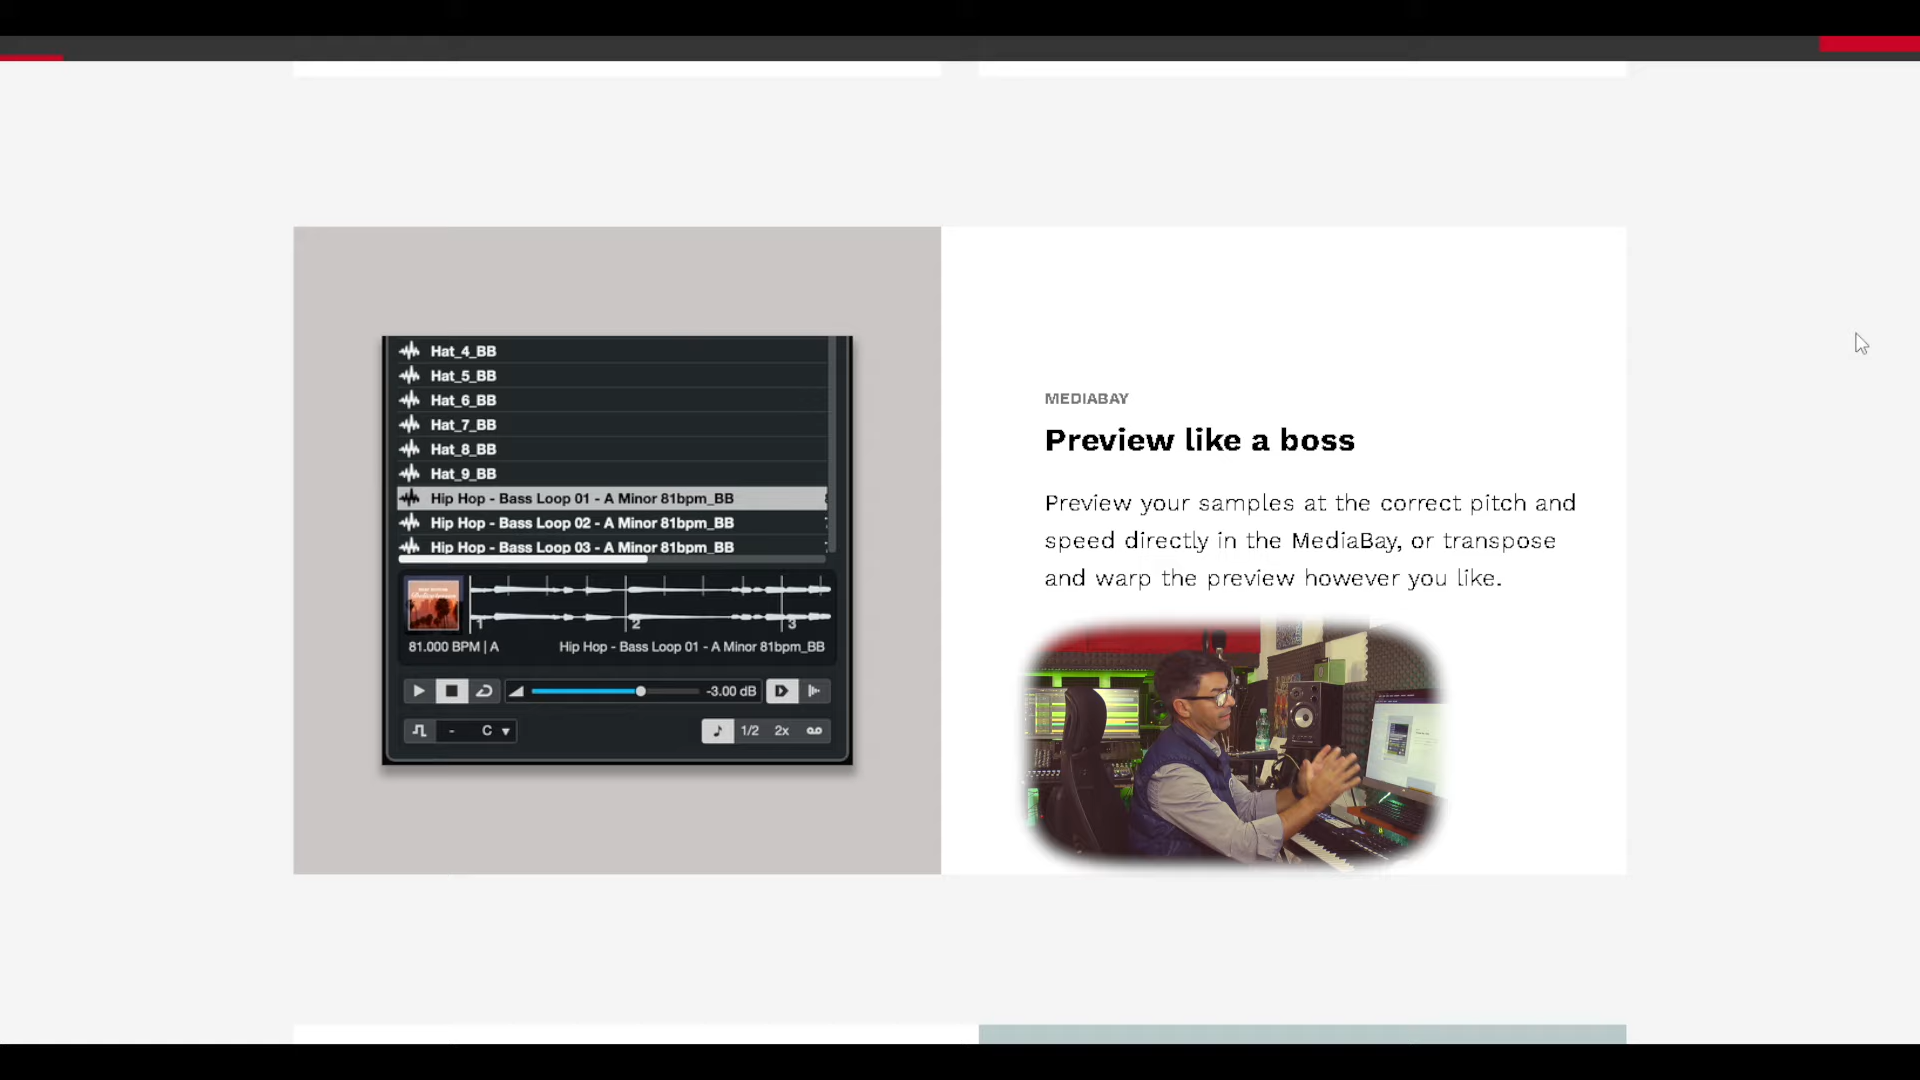 Hat_4_BB
Hat_5_BB
Hat_6_BB
Hat_7_BB
Hat_8_BB
Hat_9_BB
Hip Hop - Bass Loop 01 - A Minor 81bpm_BB
Hip Hop - Bass Loop 02 - A Minor 81bpm_BB
Hip Hop - Bass Loop 03 - A Minor 81bpm_BB
1 2 3
81.000 BPM | A Hip Hop - Bass Loop 01 - A Minor 81bpm_BB
-3.00 dB
- C 1/2 2x
MEDIABAY
Preview like a boss
Preview your samples at the correct pitch and
speed directly in the MediaBay, or transpose
and warp the preview however you like.